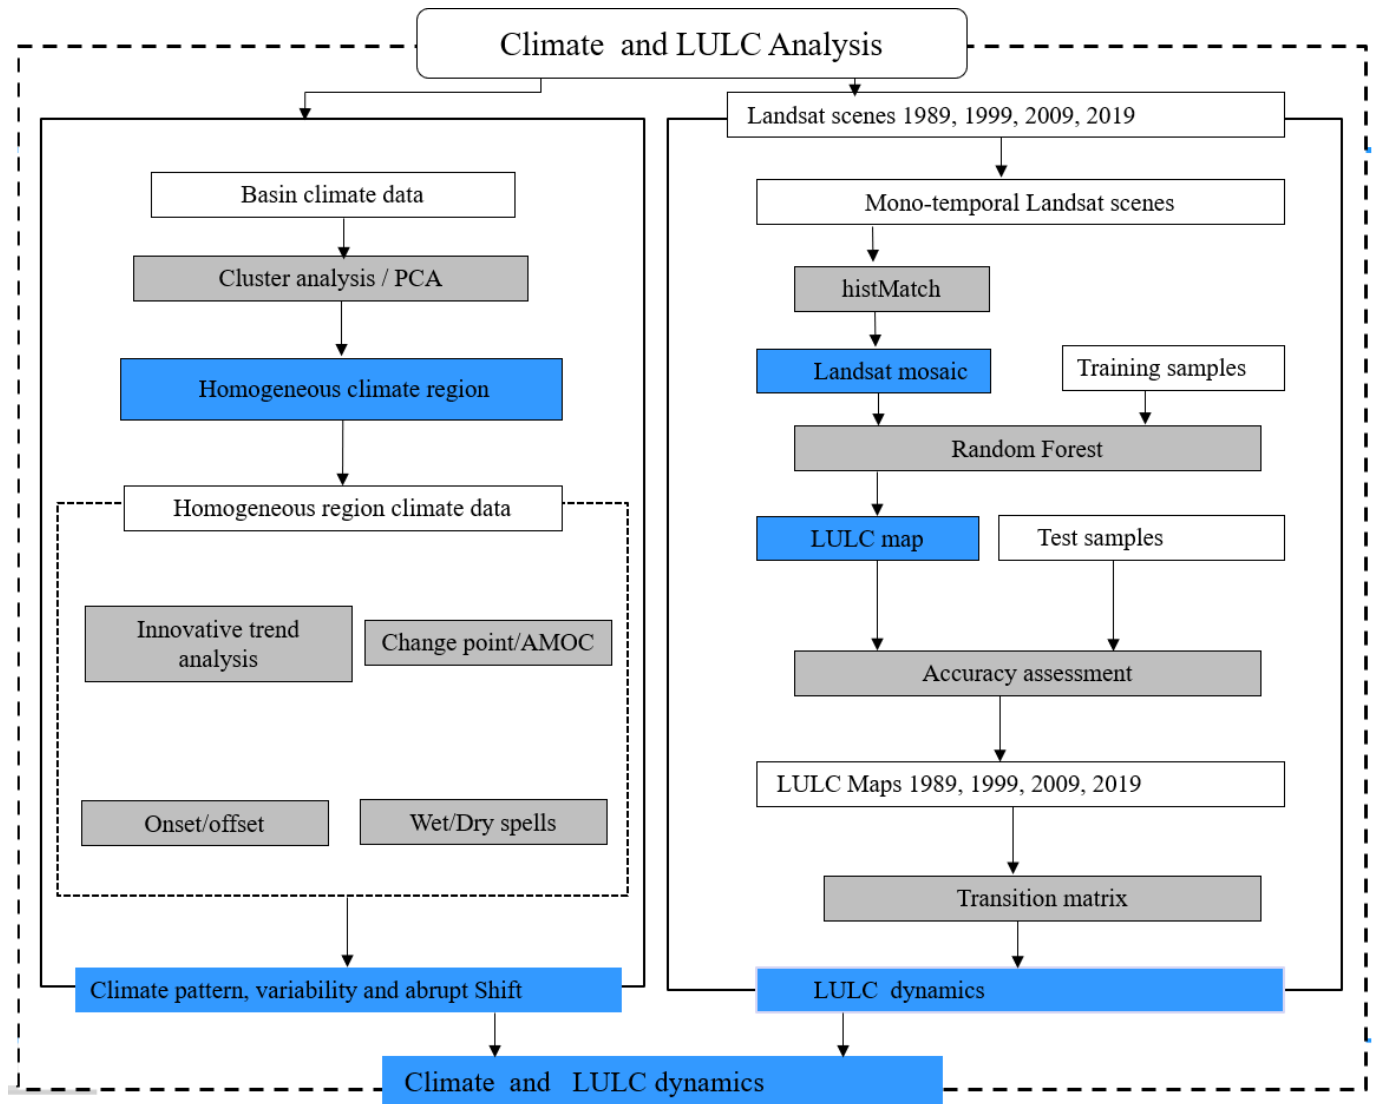 Climate and LULC Analysis
Basin climate data
Cluster analysis / PCA
Homogeneous climate region
Homogeneous region climate data
Innovative trend
analysis
Change point/AMOC
Onset/offset
Wet/Dry spells
Climate pattern, variability and abrupt Shift
Landsat scenes 1989, 1999, 2009, 2019
Mono-temporal Landsat scenes
histMatch
Landsat mosaic
Training samples
Random Forest
LULC map
Test samples
Accuracy assessment
LULC Maps 1989, 1999, 2009, 2019
Transition matrix
LULC dynamics
Climate and LULC dynamics